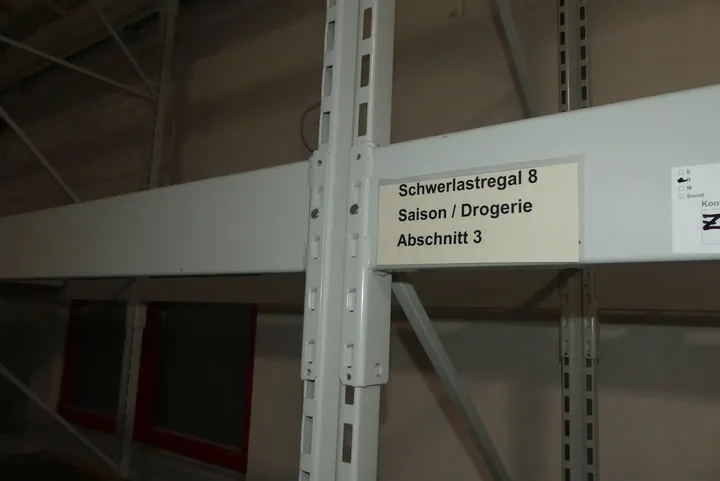 Schwerlastregal 8
Saison / Drogerie
Abschnitt 3
M